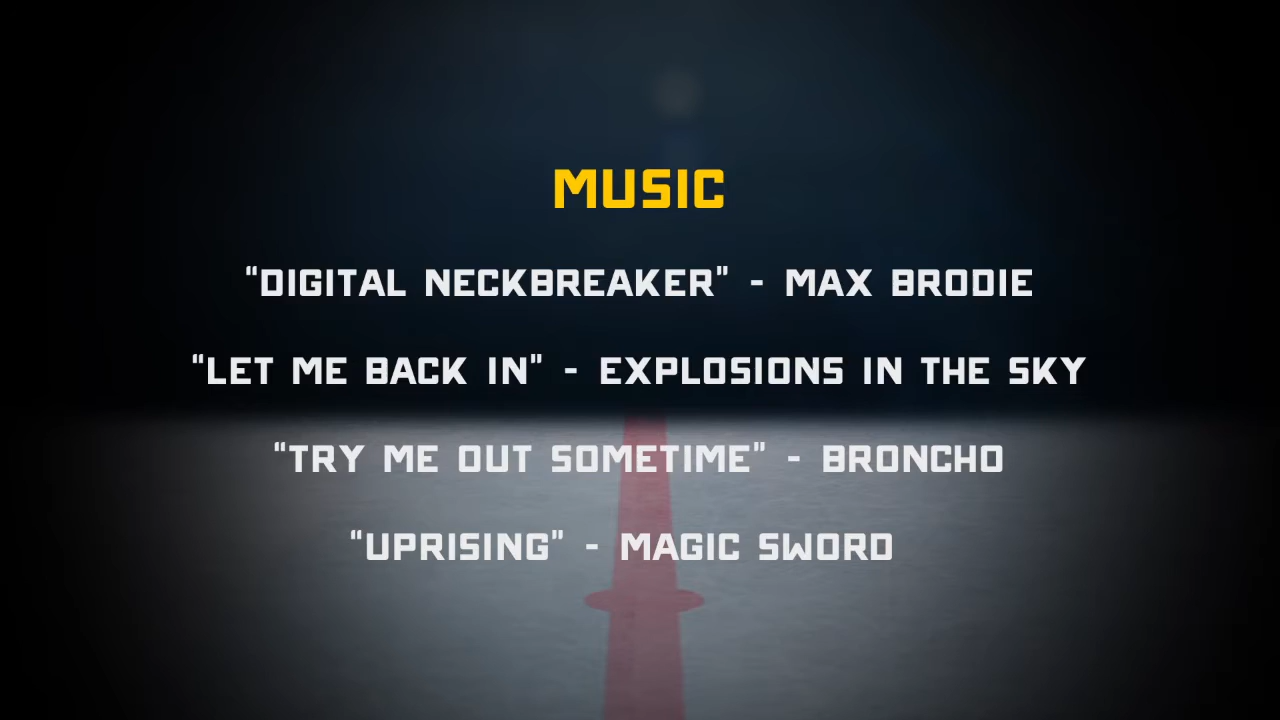 MUSIC
"DIGITAL NECKBREAKER" - MAX BRODIE
"LET ME BACK IN" - EXPLOSIONS IN THE SKY
"TRY ME OUT SOMETIME" - BRONCHO
"UPRISING" - MAGIC SWORD